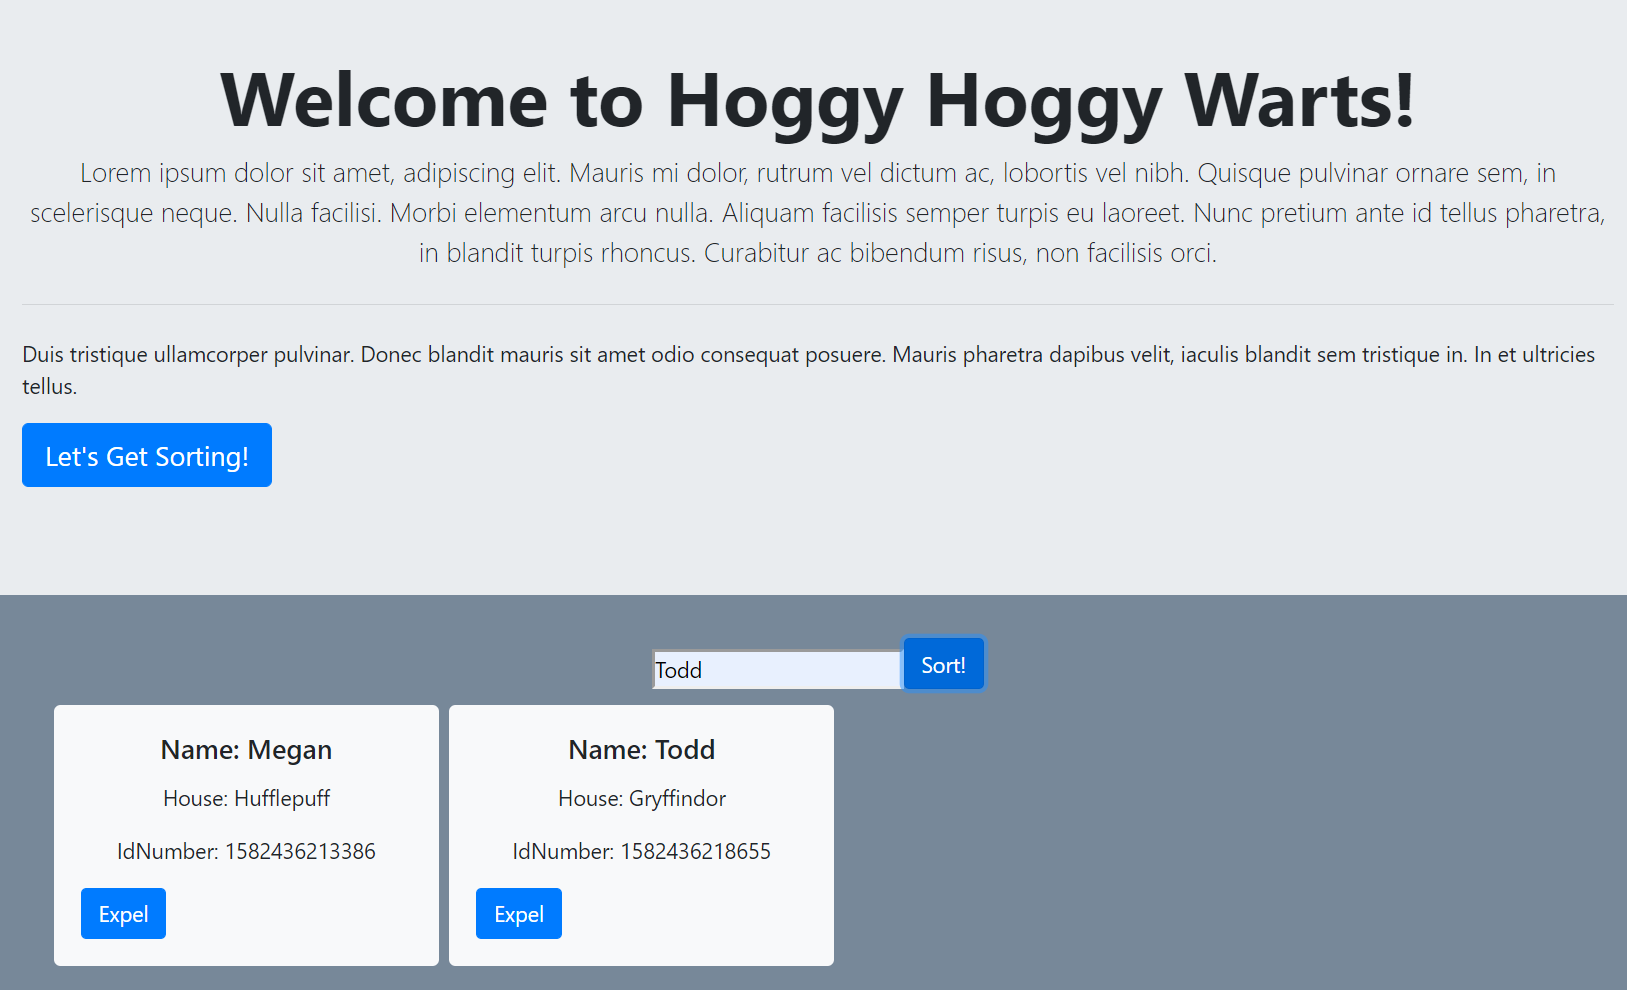 Welcome to Hoggy Hoggy Warts!
Lorem ipsum dolor sit amet, adipiscing elit. Mauris mi dolor, rutrum vel dictum ac, lobortis vel nibh. Quisque pulvinar ornare sem, in
scelerisque neque. Nulla facilisi. Morbi elementum arcu nulla. Aliquam facilisis semper turpis eu laoreet. Nunc pretium ante id tellus pharetra,
in blandit turpis rhoncus. Curabitur ac bibendum risus, non facilisis orci.
Duis tristique ullamcorper pulvinar. Donec blandit mauris sit amet odio consequat posuere. Mauris pharetra dapibus velit, iaculis blandit sem tristique in. In et ultricies
tellus.
Let's Get Sorting!
Todd
Sort!
Name: Megan
House: Hufflepuff
IdNumber: 1582436213386
Expel
Name: Todd
House: Gryffindor
IdNumber: 1582436218655
Expel